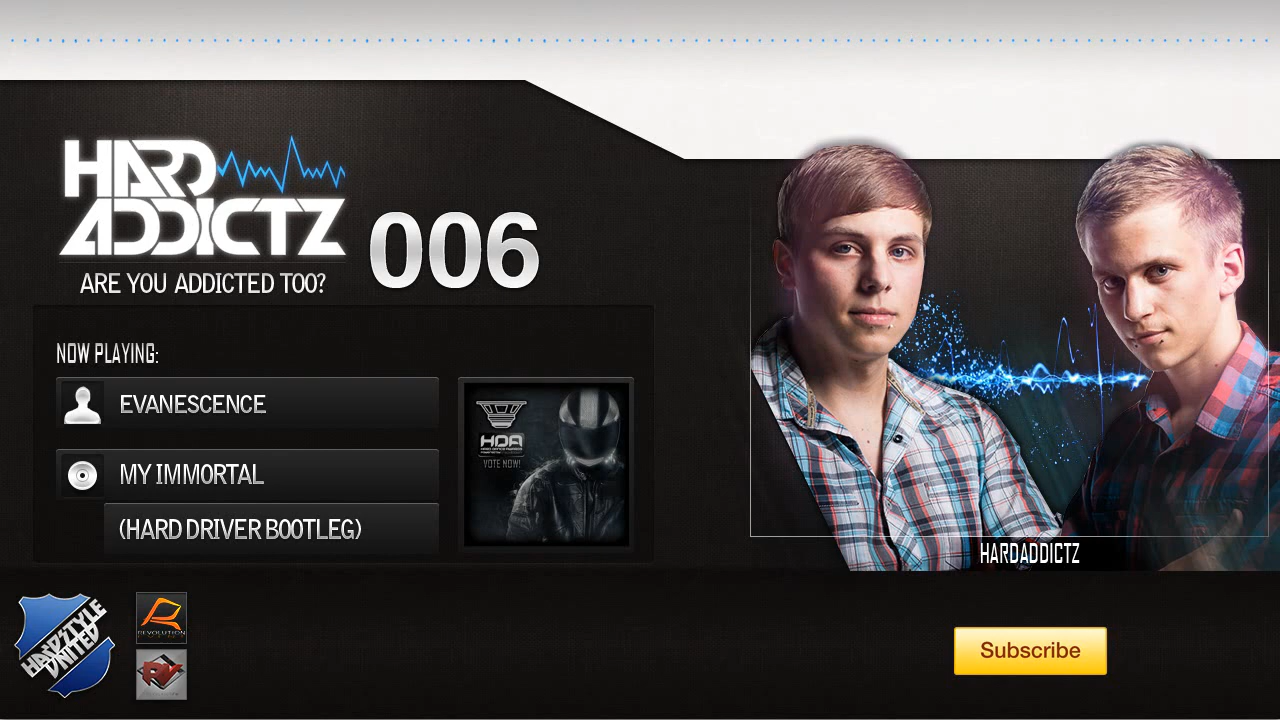 HARD
ADDICTZ
006
ARE YOU ADDICTED TOO?
NOW PLAYING:
EVANESCENCE
MY IMMORTAL
(HARD DRIVER BOOTLEG)
HDA
VOTE NOW!
HARDADDICTZ
HARDSTYLE
UNITED
REVOLUTION
Subscribe